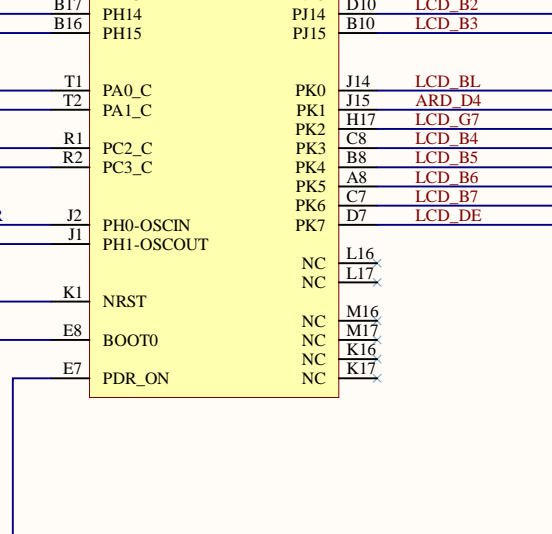 B17 PH14 PJ14 D10 LCD_B2
B16 PH15 PJ15 B10 LCD_B3
T1 PA0_C PK0 J14 LCD_BL
T2 PA1_C PK1 J15 ARD_D4
PK2 H17 LCD_G7
R1 PC2_C PK3 C8 LCD_B4
R2 PC3_C PK4 B8 LCD_B5
PK5 A8 LCD_B6
PK6 C7 LCD_B7
J2 PH0-OSCIN PK7 D7 LCD_DE
J1 PH1-OSCOUT
NC L16
NC L17
K1 NRST
NC M16
E8 BOOT0 NC M17
NC K16
E7 PDR_ON NC K17